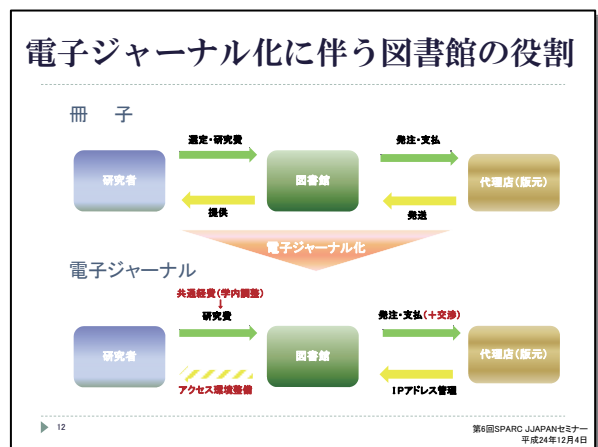 電子ジャーナル化に伴う図書館の役割
冊　子
選定・研究費
発注・支払
研究者
図書館
代理店(版元)
提供
発送
電子ジャーナル化
電子ジャーナル
共通経費(学内調整)
↓
研究費
発注・支払(＋交渉)
研究者
図書館
代理店(版元)
アクセス環境整備
IPアドレス管理
12
第6回SPARC JJAPANセミナー
平成24年12月4日